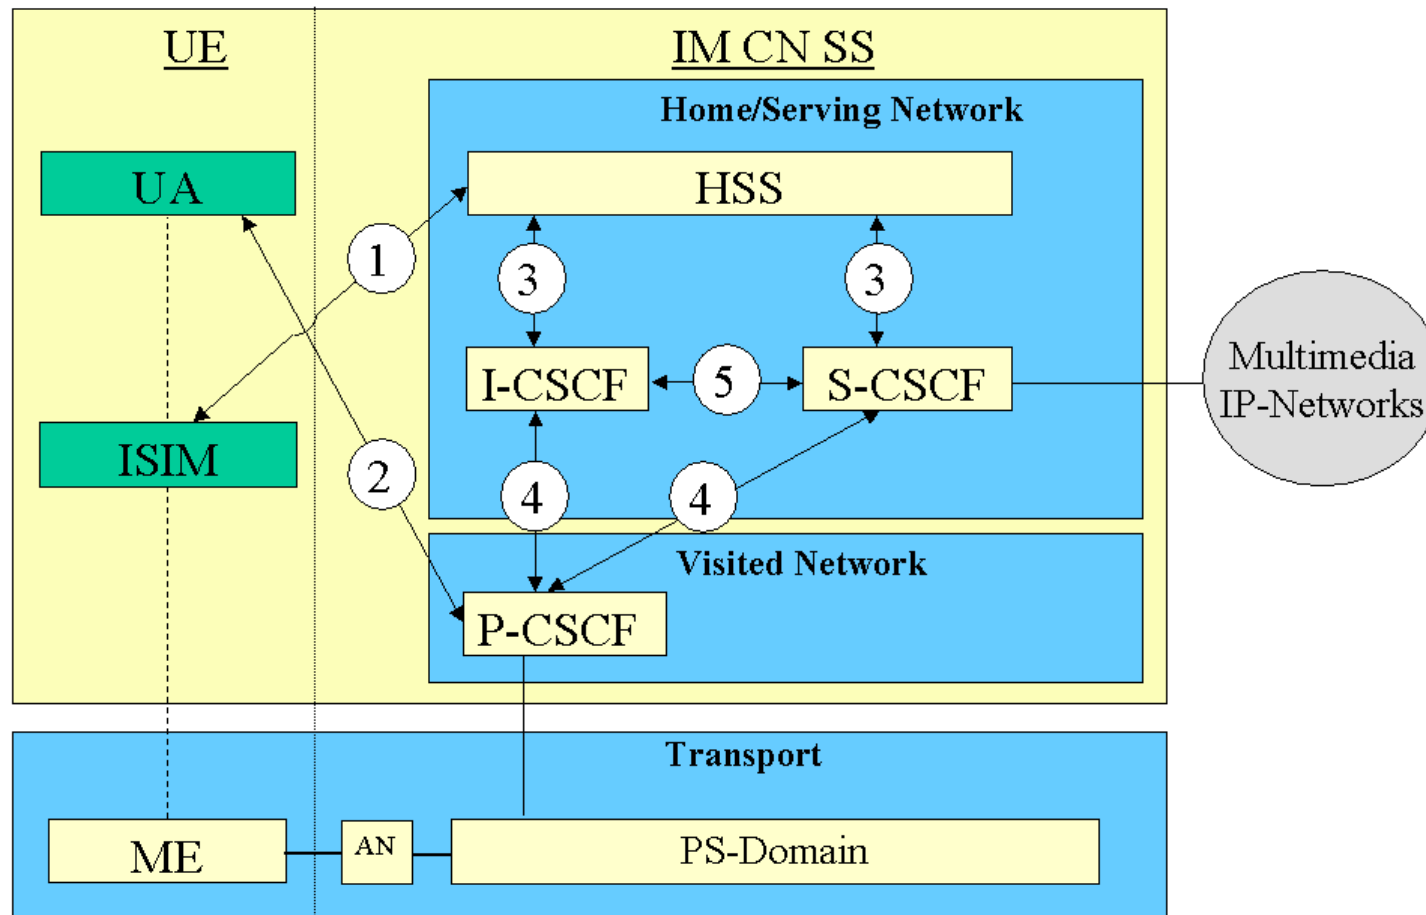 UE
IM CN SS
Home/Serving Network
UA
HSS
1
3
3
I-CSCF
5
S-CSCF
Multimedia
IP-Networks
ISIM
2
4
4
Visited Network
P-CSCF
Transport
ME
AN
PS-Domain